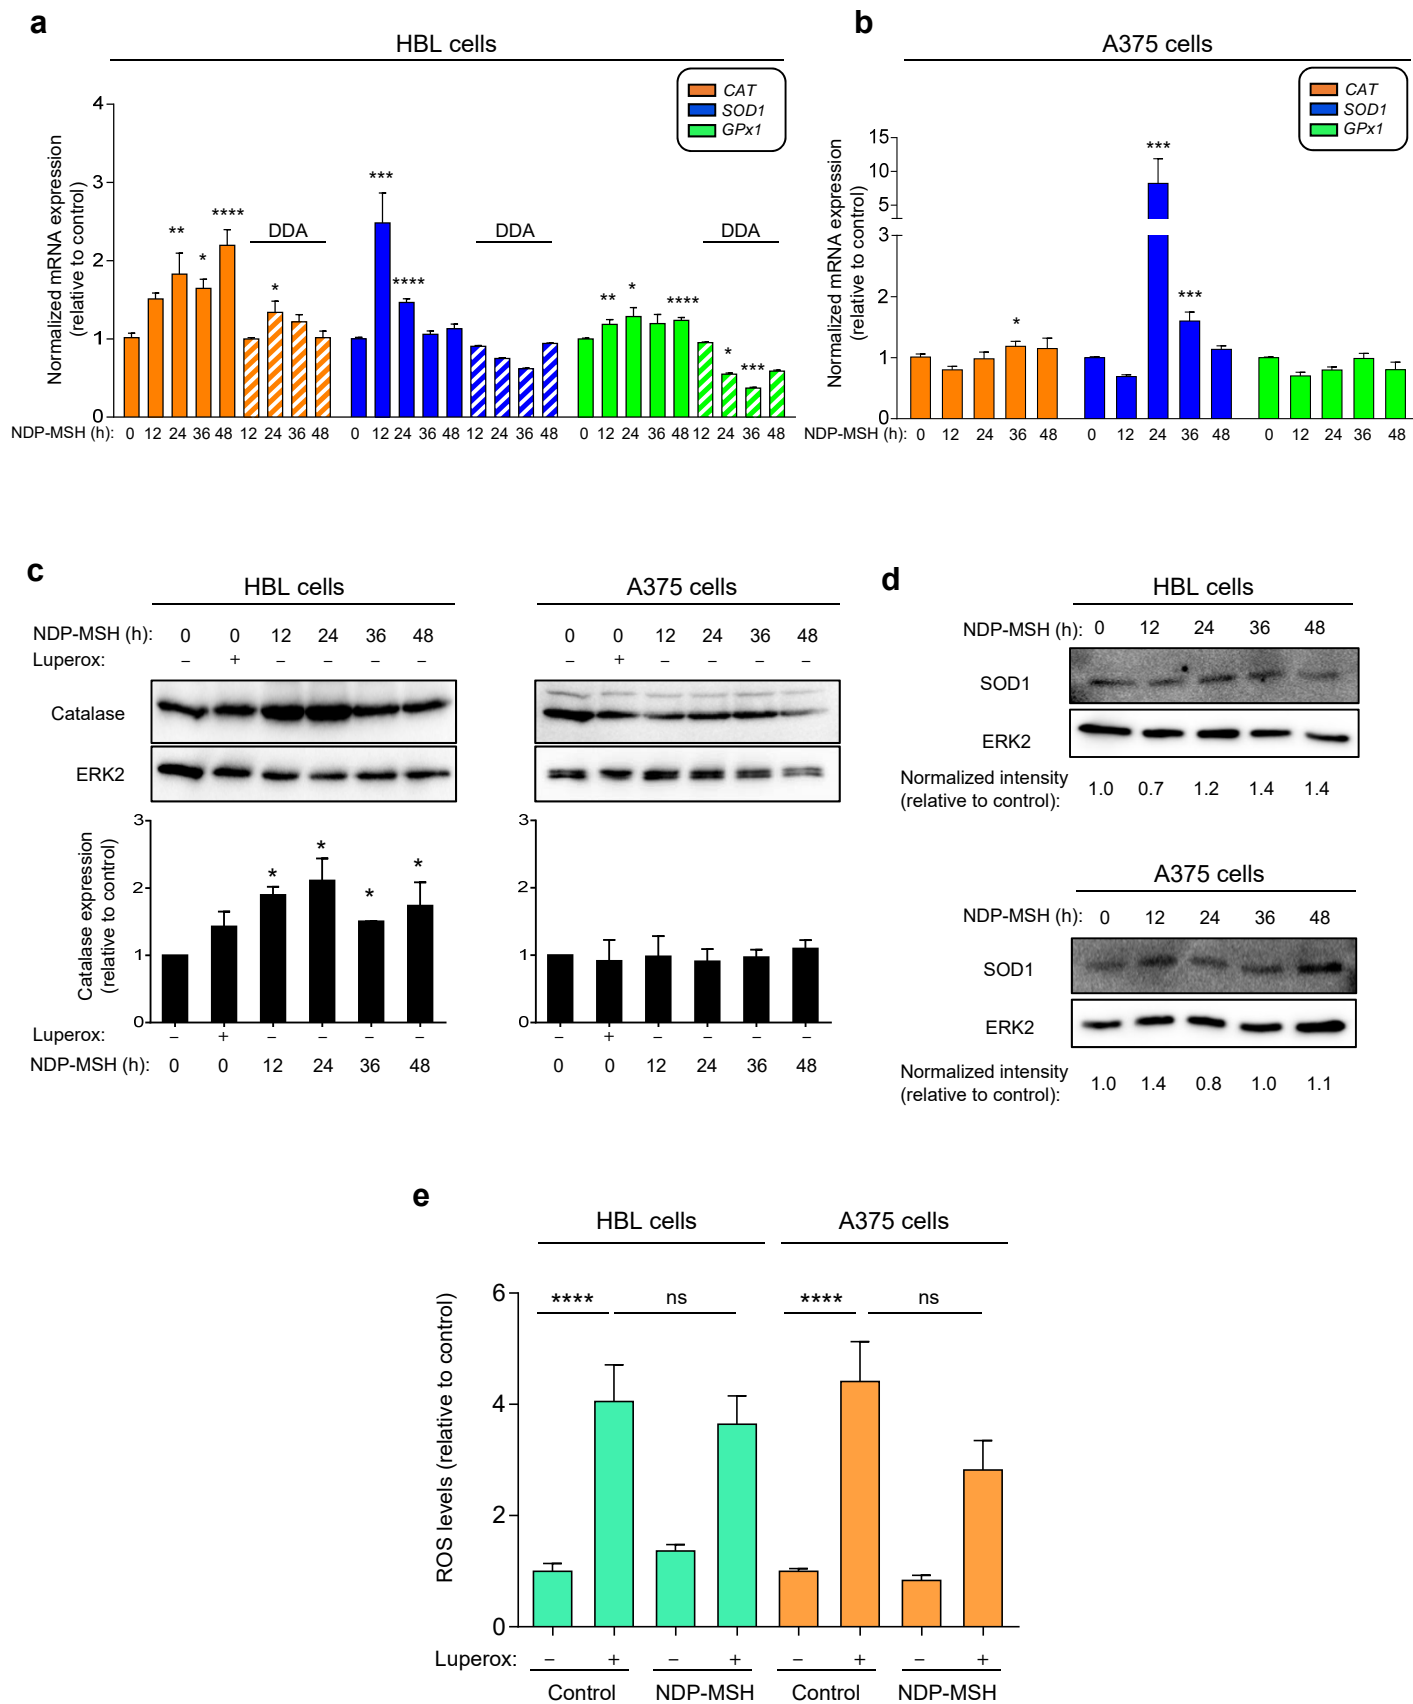 a
HBL cells
CAT
SOD1
GPx1
Normalized mRNA expression
(relative to control)
4
3
2
1
0
** * **** * DDA
*** **** DDA
** * **** * *** DDA
NDP-MSH (h): 0 12 24 36 48 12 24 36 48 0 12 24 36 48 12 24 36 48 0 12 24 36 48 12 24 36 48
b
A375 cells
CAT
SOD1
GPx1
Normalized mRNA expression
(relative to control)
15
10
5
3
2
1
0
* *** ***
NDP-MSH (h): 0 12 24 36 48 0 12 24 36 48 0 12 24 36 48
c
HBL cells
NDP-MSH (h): 0 0 12 24 36 48
Luperox: – + – – – –
Catalase
ERK2
Catalase expression
(relative to control)
3
2
1
0
* * * *
Luperox: – + – – – –
NDP-MSH (h): 0 0 12 24 36 48
A375 cells
0 0 12 24 36 48
– + – – – –
3
2
1
0
– + – – – –
0 0 12 24 36 48
d
HBL cells
NDP-MSH (h): 0 12 24 36 48
SOD1
ERK2
Normalized intensity
(relative to control):
1.0 0.7 1.2 1.4 1.4
A375 cells
NDP-MSH (h): 0 12 24 36 48
SOD1
ERK2
Normalized intensity
(relative to control):
1.0 1.4 0.8 1.0 1.1
e
HBL cells A375 cells
ROS levels (relative to control)
6
4
2
0
**** ns **** ns
Luperox: – + – + – + – +
Control NDP-MSH Control NDP-MSH